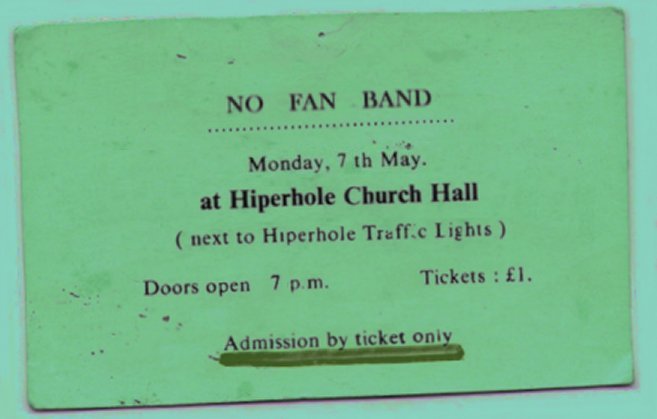 NO FAN BAND
Monday, 7 th May.
at Hiperhole Church Hall
( next to Hiperhole Traffic Lights )
Doors open 7 p.m. Tickets : £1.
Admission by ticket only